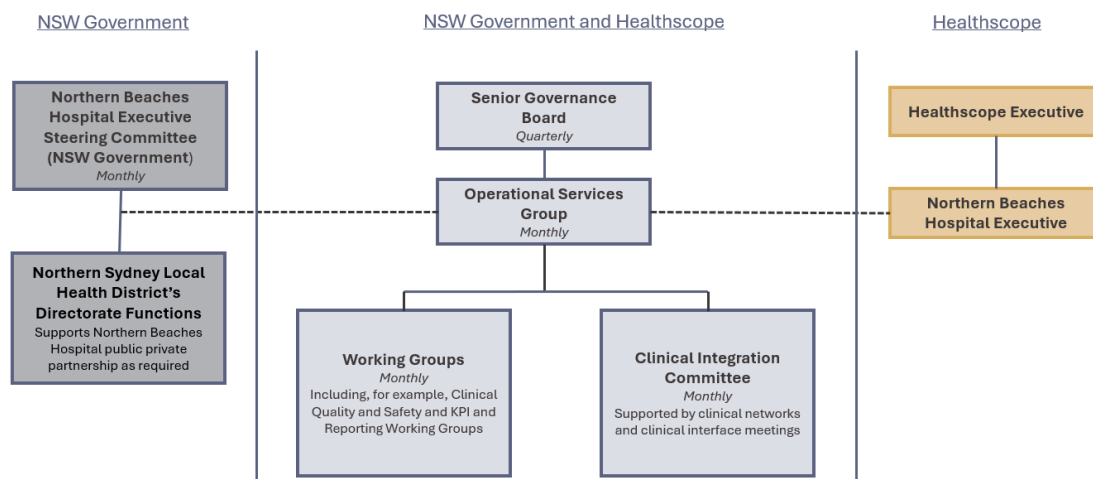 NSW Government
NSW Government and Healthscope
Healthscope
Northern Beaches
Hospital Executive
Steering Committee
(NSW Government)
Monthly
Northern Sydney Local
Health District’s
Directorate Functions
Supports Northern Beaches
Hospital public private
partnership as required
Senior Governance
Board
Quarterly
Operational Services
Group
Monthly
Working Groups
Monthly
Including, for example, Clinical
Quality and Safety and KPI and
Reporting Working Groups
Clinical Integration
Committee
Monthly
Supported by clinical networks
and clinical interface meetings
Healthscope Executive
Northern Beaches
Hospital Executive